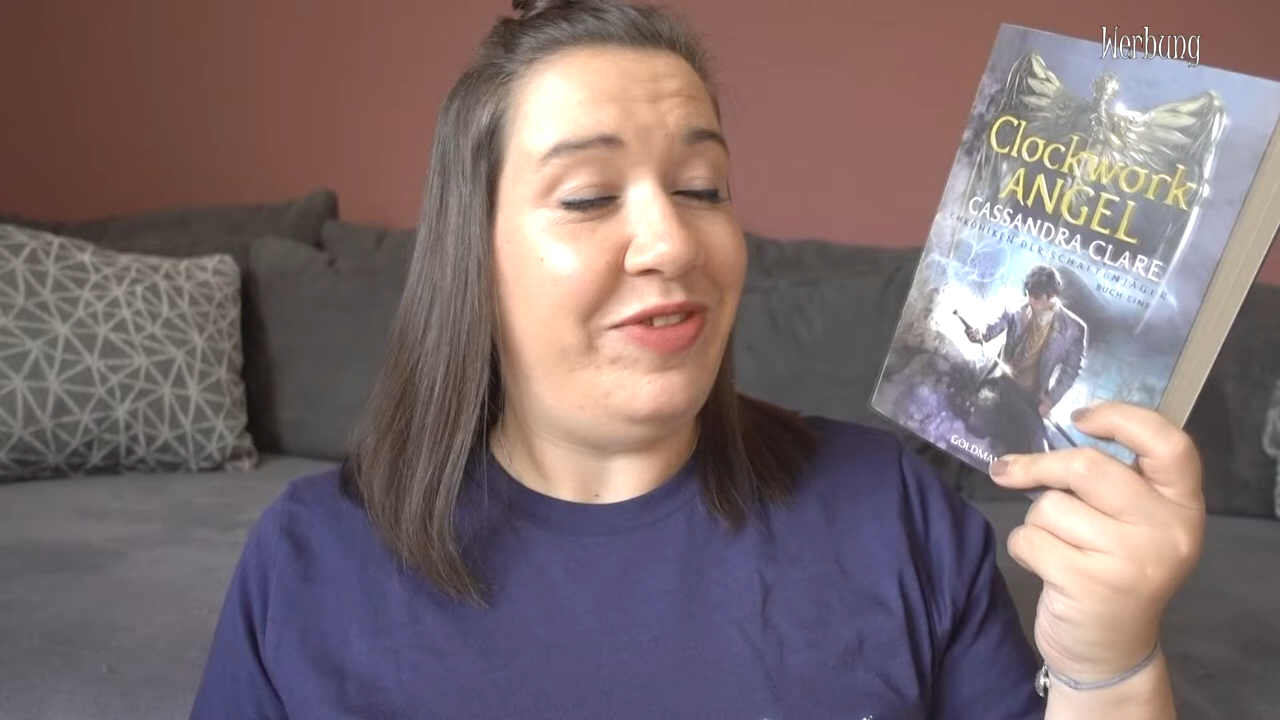 Werbung
Clockwork
ANGEL
CASSANDRA CLARE
CHRONIKEN DER SCHATTENJÄGER
BUCH EINS